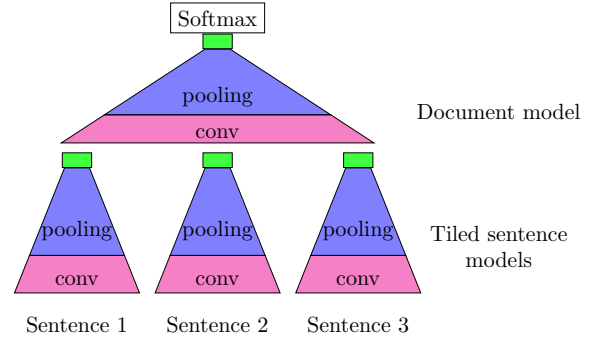 Softmax
pooling
conv
Document model
pooling pooling pooling
conv conv conv
Tiled sentence
models
Sentence 1 Sentence 2 Sentence 3